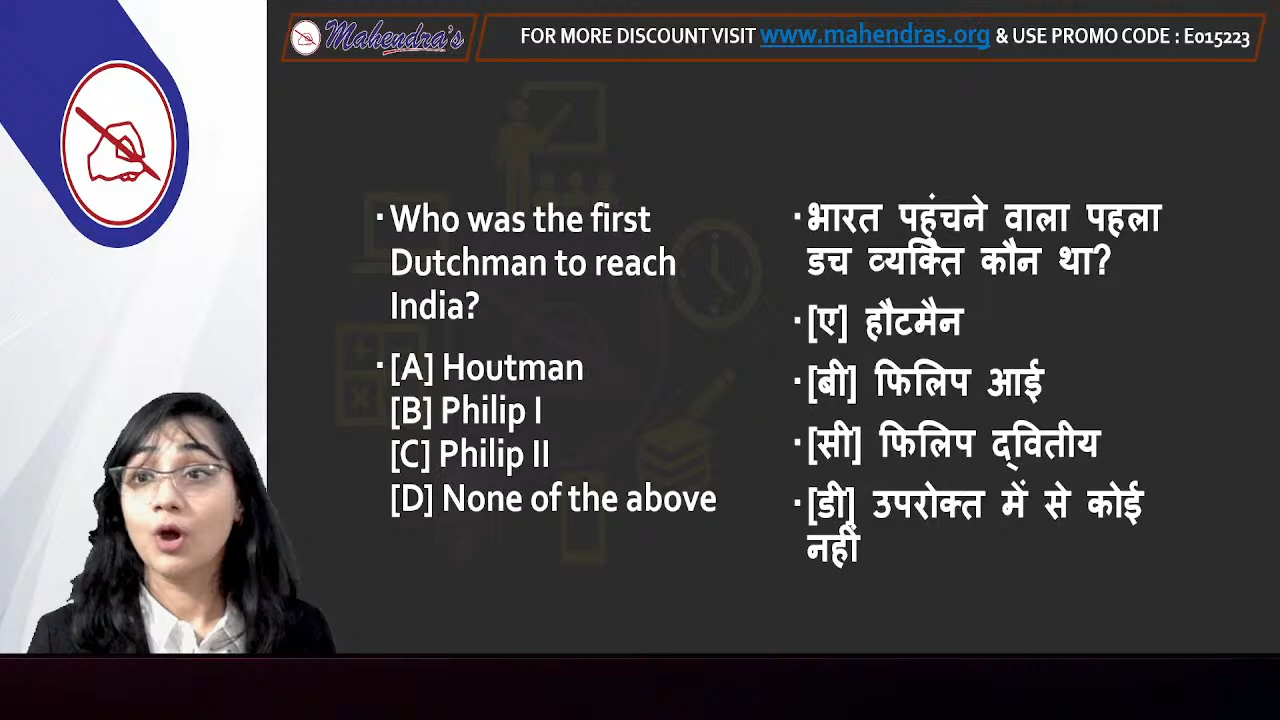 Mahendra's
FOR MORE DISCOUNT VISIT www.mahendras.org & USE PROMO CODE : E015223
Who was the first
Dutchman to reach
India?
[A] Houtman
[B] Philip I
[C] Philip II
[D] None of the above
भारत पहुंचने वाला पहला
डच व्यक्ति कौन था?
[ए] हौटमैन
[बी] फिलिप आई
[सी] फिलिप द्वितीय
[डी] उपरोक्त में से कोई
नहीं